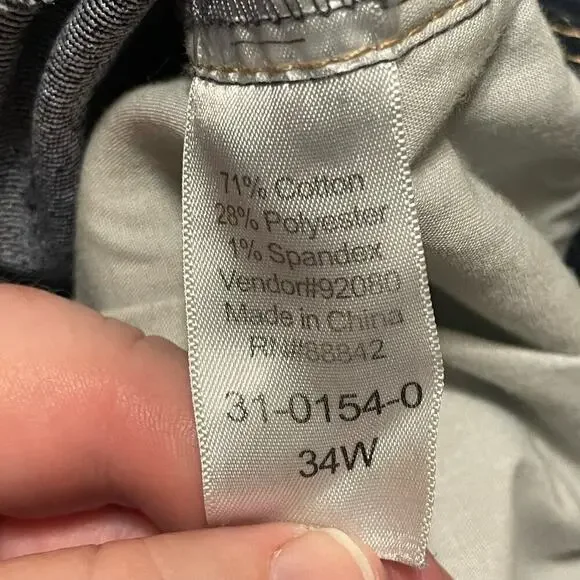 71% Cotton
28% Polyester
1% Spandex
Vendor#92080
Made in China
RN#88842
31-0154-0
34W